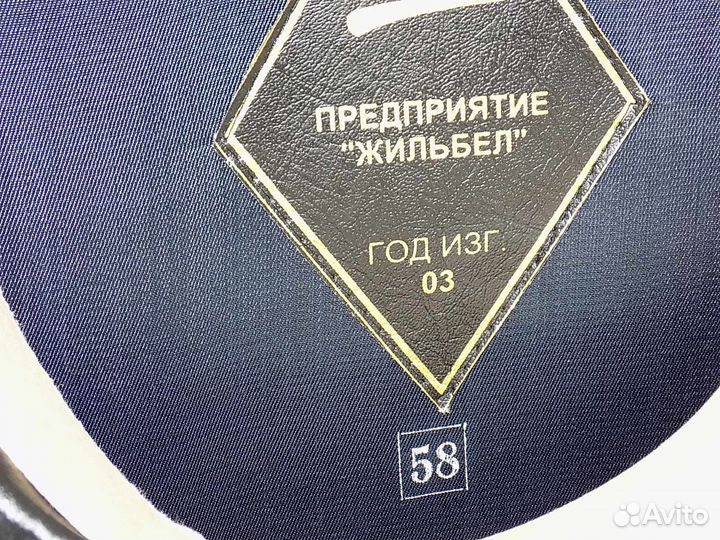 ПРЕДПРИЯТИЕ
"ЖИЛЬБЕЛ"
ГОД ИЗГ.
03
58
Avito